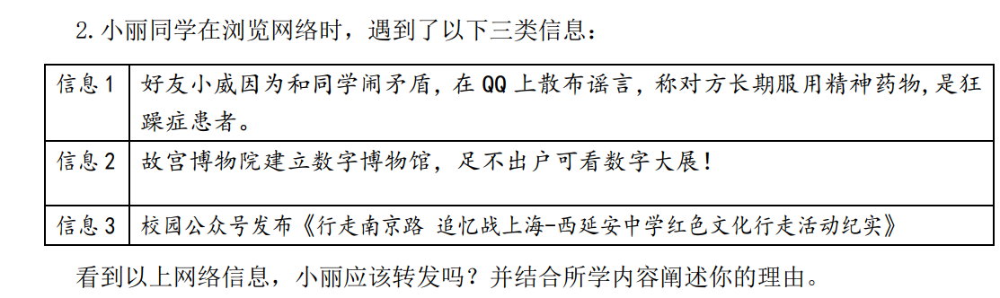 2.小丽同学在浏览网络时，遇到了以下三类信息：
信息1 好友小威因为和同学闹矛盾，在QQ上散布谣言，称对方长期服用精神药物，是狂
躁症患者。
信息2 故宫博物院建立数字博物馆，足不出户可看数字大展！
信息3 校园公众号发布《行走南京路 追忆战上海-西延安中学红色文化行走活动纪实》
看到以上网络信息，小丽应该转发吗？并结合所学内容阐述你的理由。